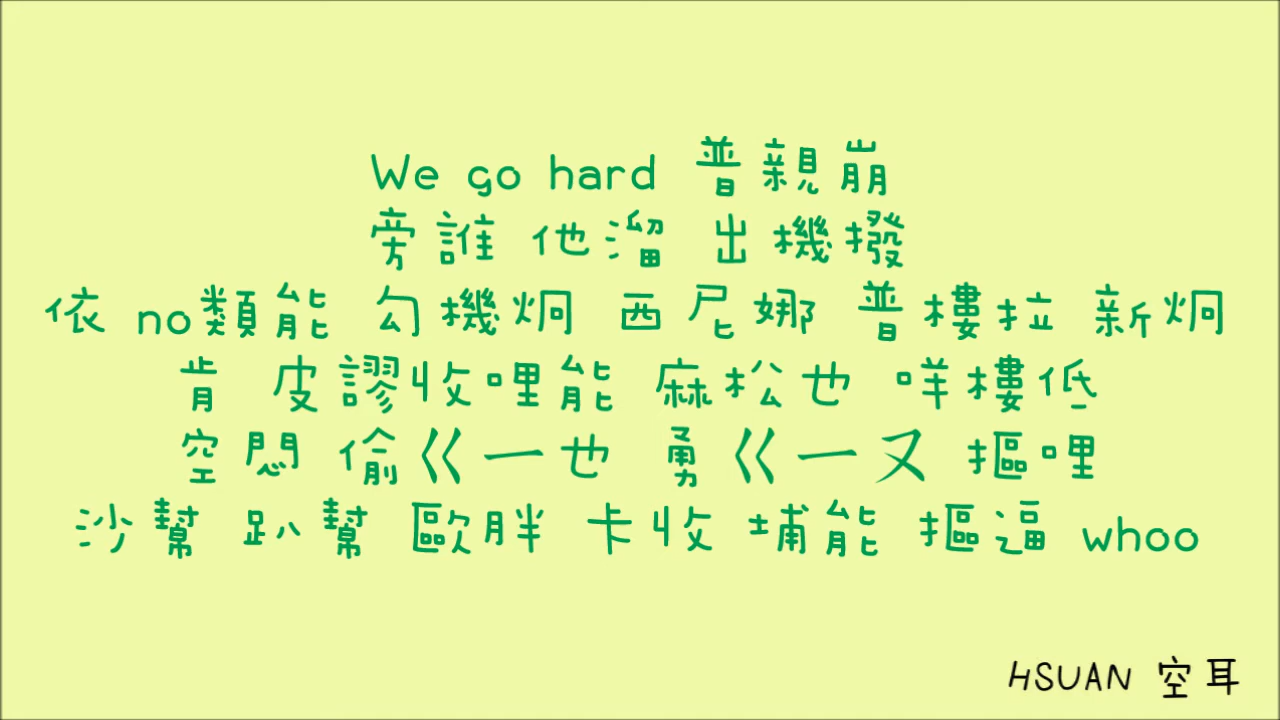 We go hard 普親崩
旁誰 他溜 出機撥
依 no類能 勾機炯 西尼娜 普樓拉 新炯
肯 皮謬收哩能 麻松也 咩樓低
空悶 偷ㄍㄧ也 勇ㄍㄧㄡ 摳哩
沙幫 趴幫 歐胖 卡收 埔能 摳逼 whoo
HSUAN 空耳